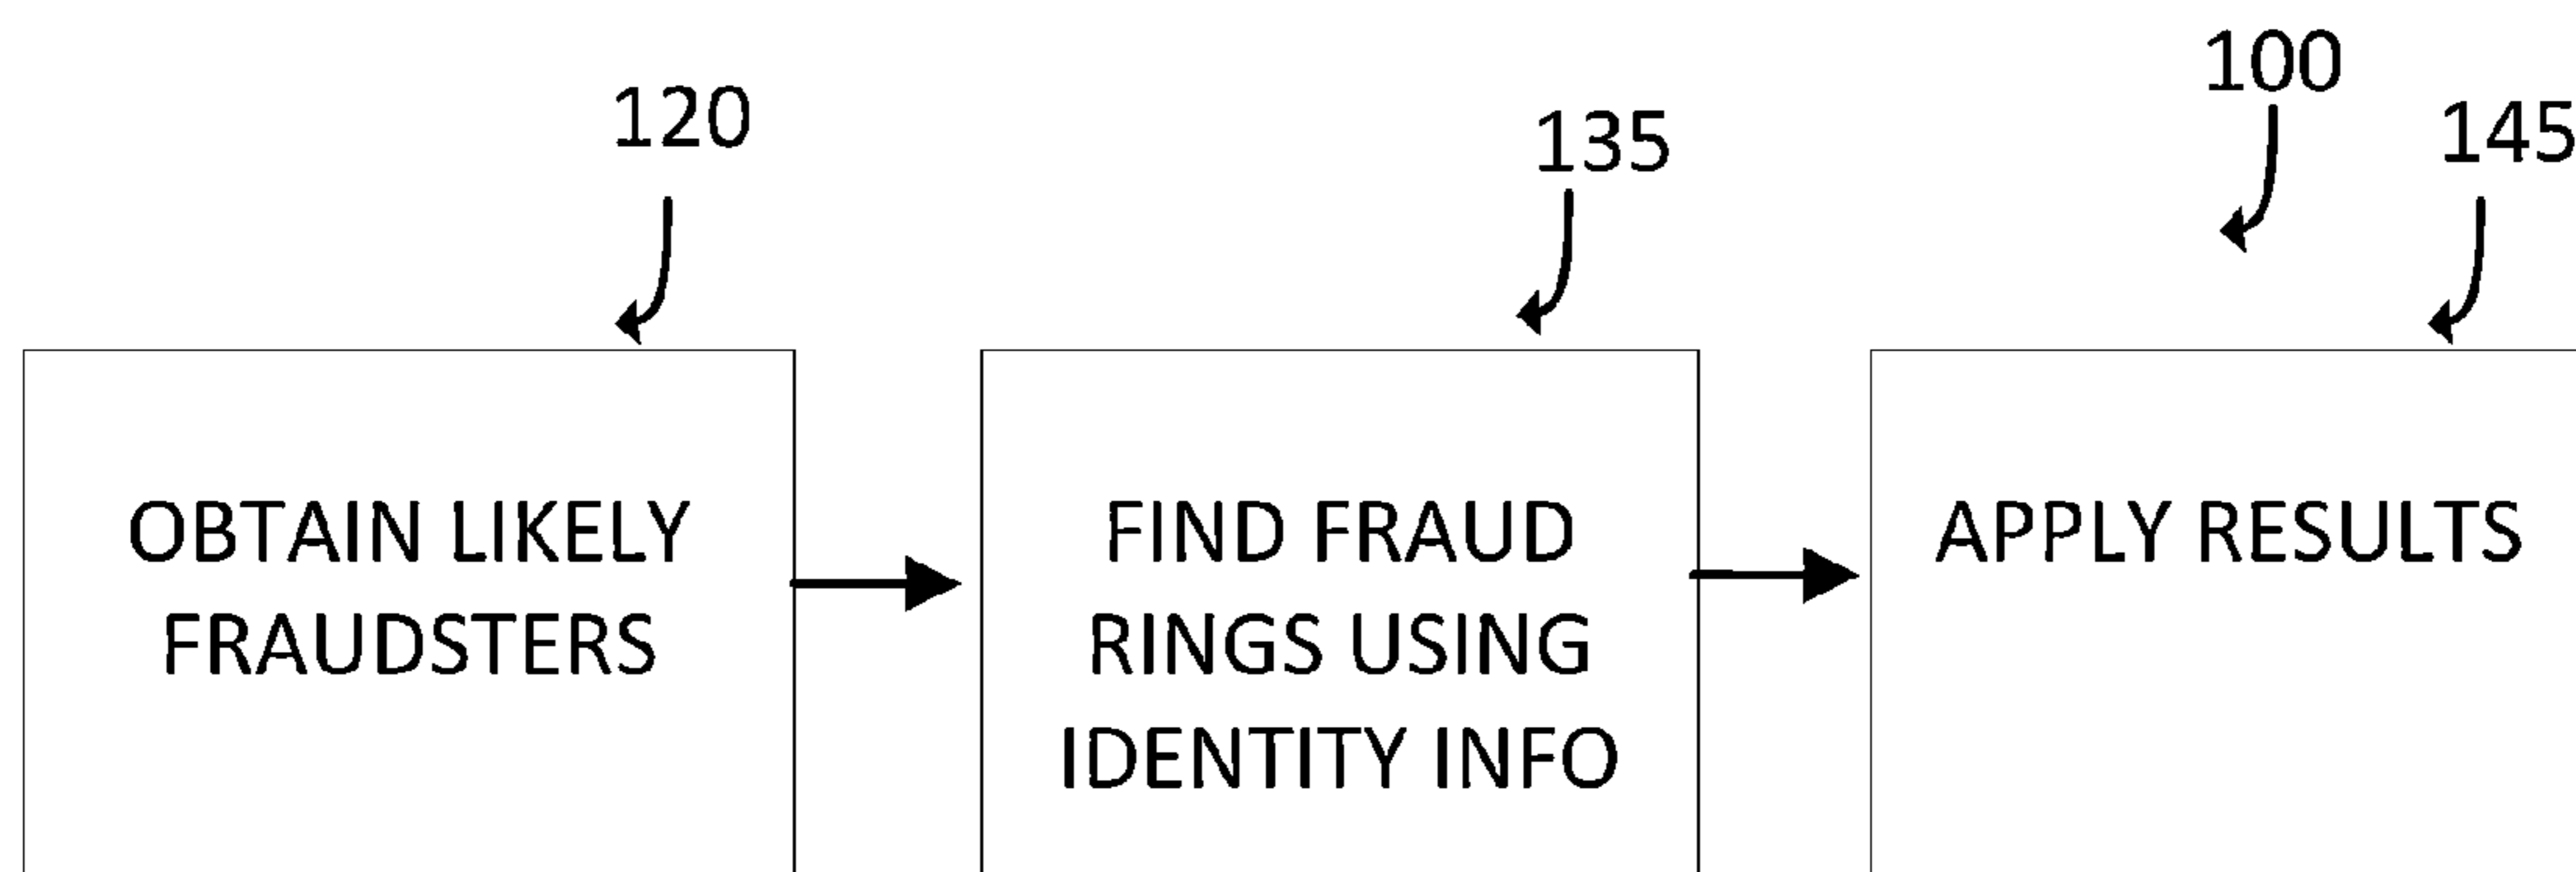 100
120
135
145
OBTAIN LIKELY
FRAUDSTERS
FIND FRAUD
RINGS USING
IDENTITY INFO
APPLY RESULTS